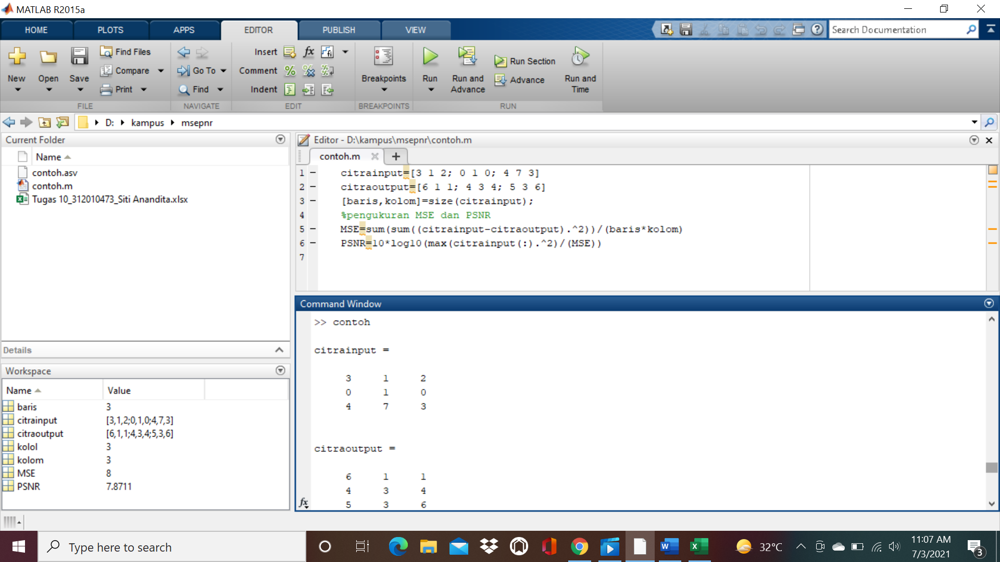 MATLAB R2015a
HOME PLOTS APPS EDITOR PUBLISH VIEW
Search Documentation
New
Open
Save
Find Files
Compare
Print
FILE
Go To
Find
NAVIGATE
Insert
fx
Comment
Indent
EDIT
Breakpoints
BREAKPOINTS
Run
Run and
Advance
Run Section
Advance
Run and
Time
RUN
D: kampus msepnr
Current Folder
Name
contoh.asv
contoh.m
Tugas 10_312010473_Siti Anandita.xlsx
Details
Workspace
Name Value
baris 3
citrainput [3,1,2;0,1,0;4,7,3]
citraoutput [6,1,1;4,3,4;5,3,6]
kolol 3
kolom 3
MSE 8
PSNR 7.8711
Editor - D:\kampus\msepnr\contoh.m
contoh.m
1 – citrainput=[3 1 2; 0 1 0; 4 7 3]
2 – citraoutput=[6 1 1; 4 3 4; 5 3 6]
3 – [baris,kolom]=size(citrainput);
4 %pengukuran MSE dan PSNR
5 – MSE=sum(sum((citrainput-citraoutput).^2))/(baris*kolom)
6 – PSNR=10*log10(max(citrainput(:).^2)/(MSE))
7
Command Window
>> contoh
citrainput =
3 1 2
0 1 0
4 7 3
citraoutput =
6 1 1
4 3 4
5 3 6
fx
Type here to search
32°C
11:07 AM
7/3/2021
3